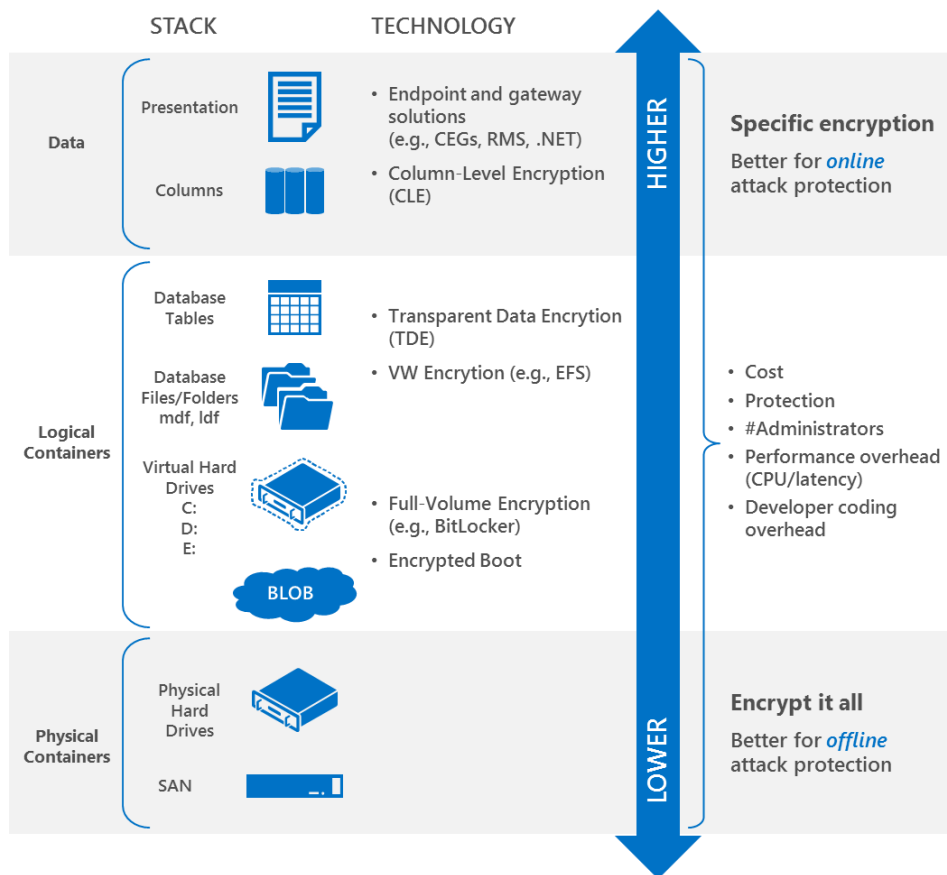 STACK
TECHNOLOGY
Data
Presentation
• Endpoint and gateway
solutions
(e.g., CEGs, RMS, .NET)
Columns
• Column-Level Encryption
(CLE)
HIGHER
Specific encryption
Better for online
attack protection
Logical
Containers
Database
Tables
• Transparent Data Encrytion
(TDE)
Database
Files/Folders
mdf, ldf
• VW Encrytion (e.g., EFS)
Virtual Hard
Drives
C:
D:
E:
• Full-Volume Encryption
(e.g., BitLocker)
• Encrypted Boot
BLOB
• Cost
• Protection
• #Administrators
• Performance overhead
(CPU/latency)
• Developer coding
overhead
Physical
Containers
Physical
Hard
Drives
SAN
LOWER
Encrypt it all
Better for offline
attack protection